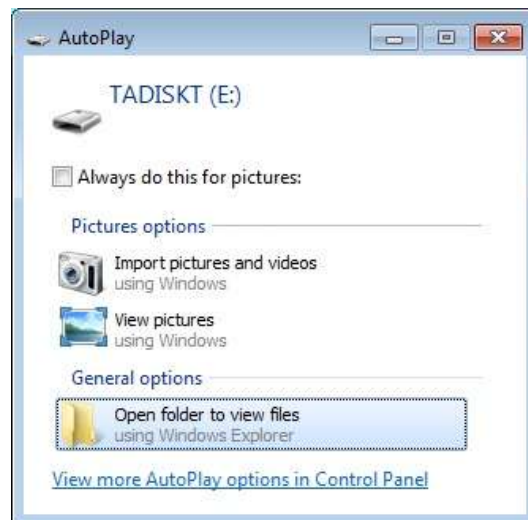 AutoPlay
TADISKT (E:)
Always do this for pictures:
Pictures options
Import pictures and videos
using Windows
View pictures
using Windows
General options
Open folder to view files
using Windows Explorer
View more AutoPlay options in Control Panel